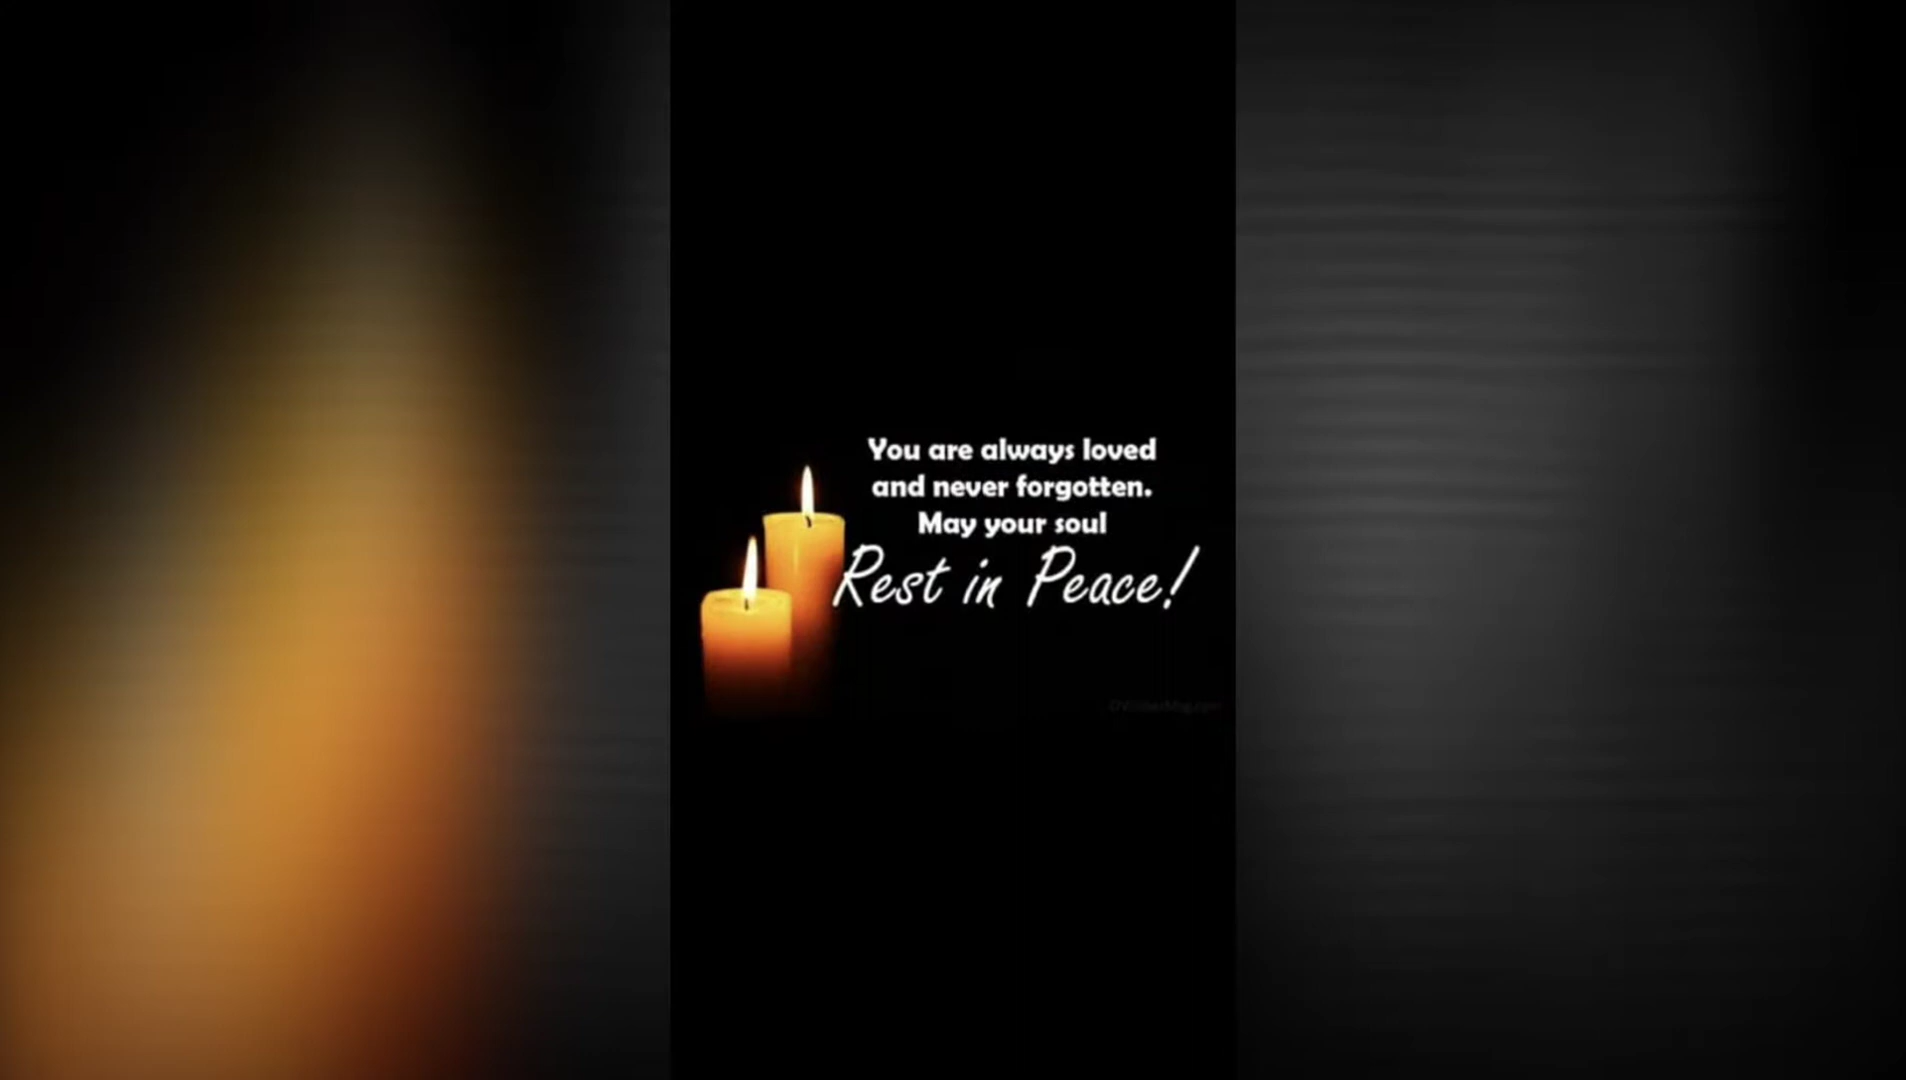 You are always loved
and never forgotten.
May your soul
Rest in Peace!